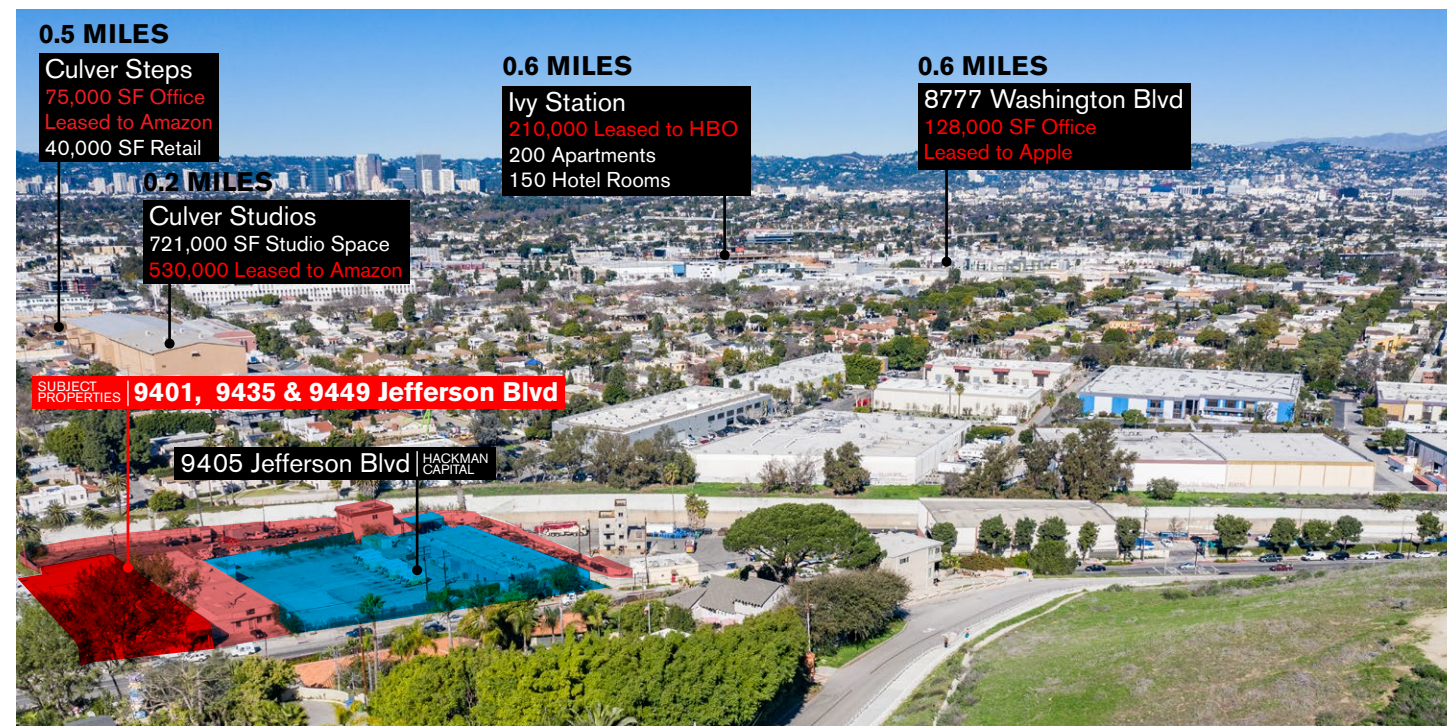 0.5 MILES
Culver Steps
75,000 SF Office
Leased to Amazon
40,000 SF Retail
0.2 MILES
Culver Studios
721,000 SF Studio Space
530,000 Leased to Amazon
0.6 MILES
Ivy Station
210,000 Leased to HBO
200 Apartments
150 Hotel Rooms
0.6 MILES
8777 Washington Blvd
128,000 SF Office
Leased to Apple
SUBJECT PROPERTIES 9401, 9435 & 9449 Jefferson Blvd
9405 Jefferson Blvd HACKMAN CAPITAL